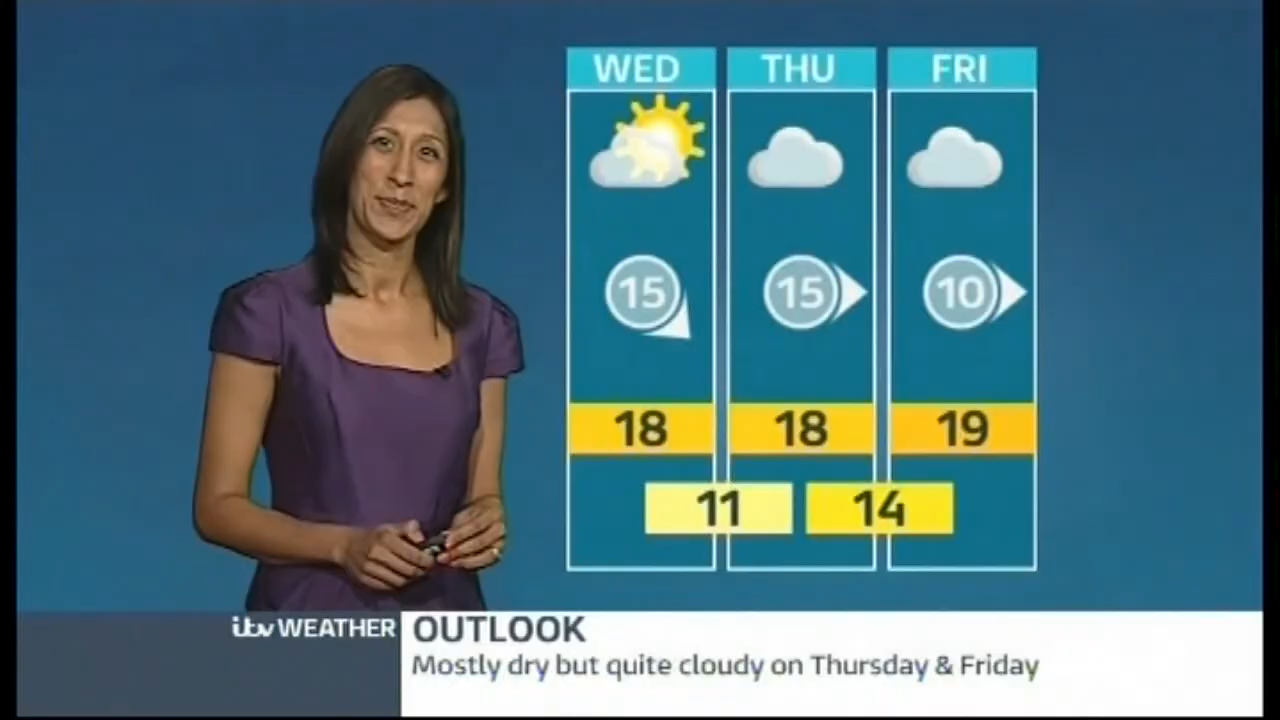 WED THU FRI
15 15 10
18 18 19
11 14
itv WEATHER
OUTLOOK
Mostly dry but quite cloudy on Thursday & Friday